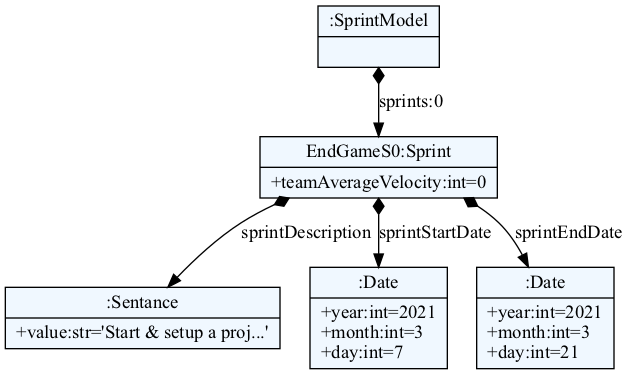 :SprintModel
sprints:0
EndGameS0:Sprint
+teamAverageVelocity:int=0
sprintDescription
sprintStartDate
sprintEndDate
:Sentance
+value:str='Start & setup a proj...'
:Date
+year:int=2021
+month:int=3
+day:int=7
:Date
+year:int=2021
+month:int=3
+day:int=21